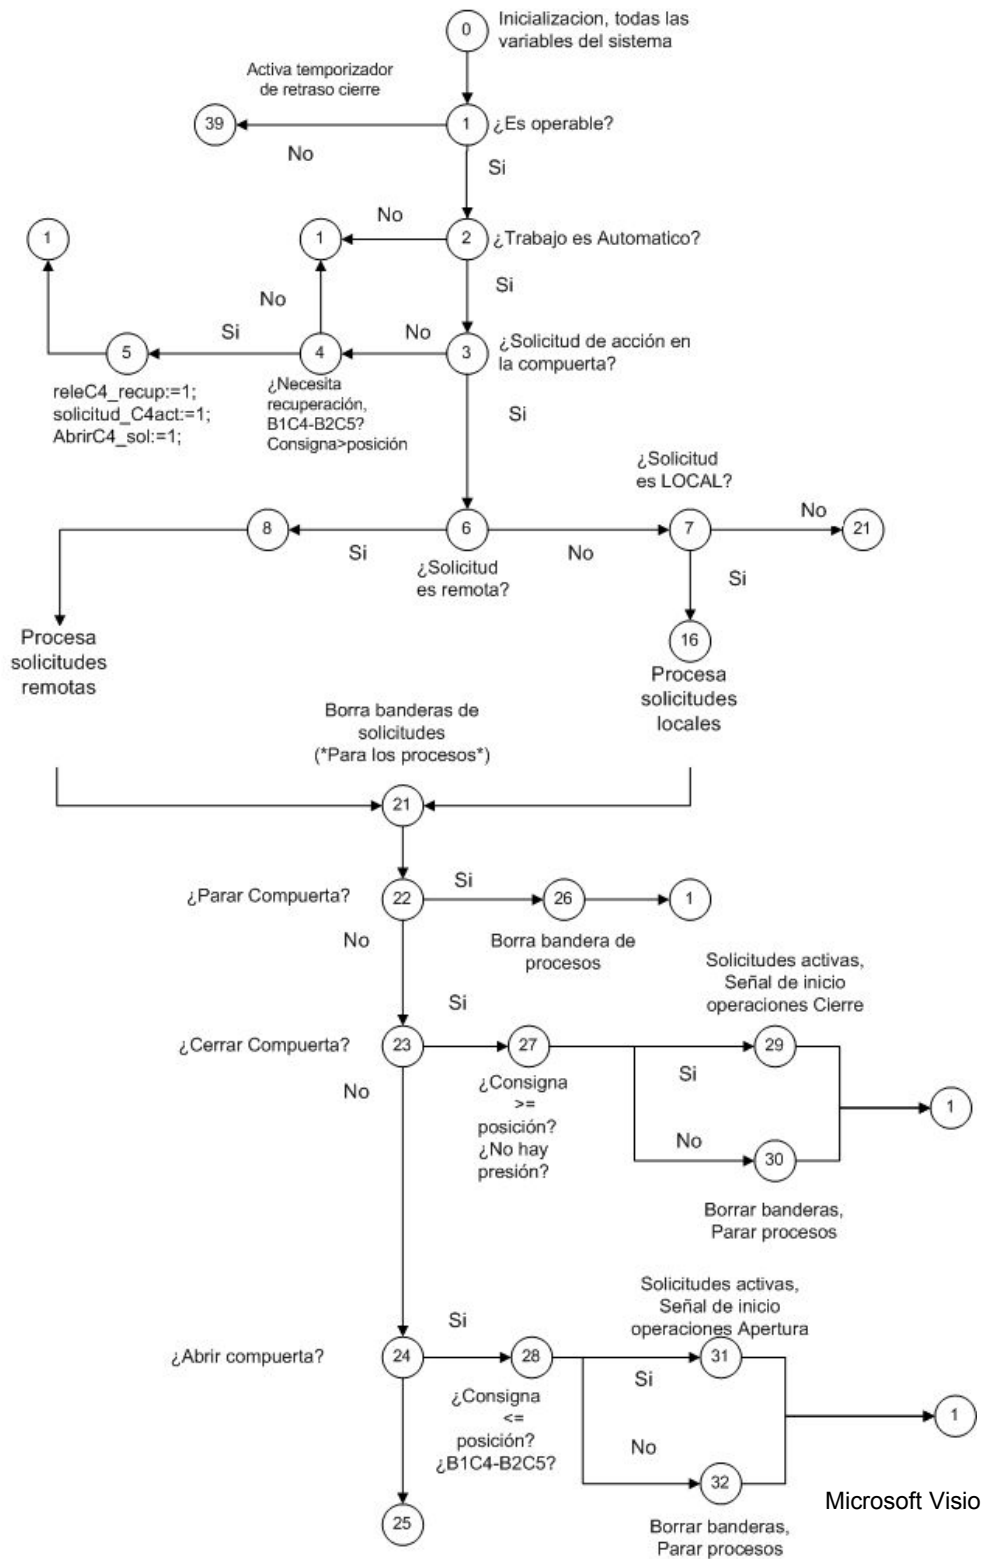 0
Inicializacion, todas las
variables del sistema
Activa temporizador
de retraso cierre
39
1
¿Es operable?
No
Si
1
No
1
2
¿Trabajo es Automatico?
Si
No
Si
No
5
4
3
¿Solicitud de acción en
la compuerta?
releC4_recup:=1;
solicitud_C4act:=1;
AbrirC4_sol:=1;
¿Necesita
recuperación,
B1C4-B2C5?
Consigna>posición
Si
¿Solicitud
es LOCAL?
No
8
6
7
21
Si
No
¿Solicitud
es remota?
Si
Procesa
solicitudes
remotas
16
Procesa
solicitudes
locales
Borra banderas de
solicitudes
(*Para los procesos*)
21
¿Parar Compuerta?
22
Si
26
1
No
Borra bandera de
procesos
Solicitudes activas,
Señal de inicio
operaciones Cierre
Si
¿Cerrar Compuerta?
23
27
29
No
¿Consigna
>=
posición?
¿No hay
presión?
Si
1
No
30
Borrar banderas,
Parar procesos
Solicitudes activas,
Señal de inicio
operaciones Apertura
Si
¿Abrir compuerta?
24
28
31
¿Consigna
<=
posición?
¿B1C4-B2C5?
Si
1
No
32
Microsoft Visio
25
Borrar banderas,
Parar procesos